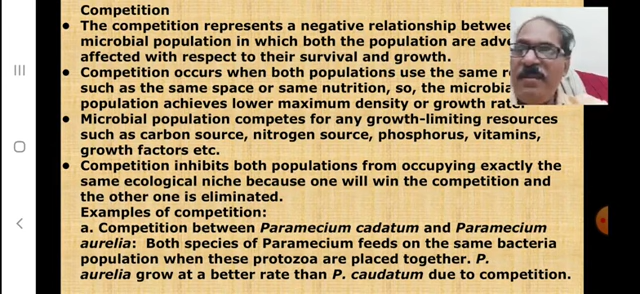 Competition
• The competition represents a negative relationship
microbial population in which both the population are
affected with respect to their survival and growth.
• Competition occurs when both populations use the same
such as the same space or same nutrition, so, the
population achieves lower maximum density or growth
• Microbial population competes for any growth-limiting resources
such as carbon source, nitrogen source, phosphorus, vitamins,
growth factors etc.
• Competition inhibits both populations from occupying exactly the
same ecological niche because one will win the competition and
the other one is eliminated.
Examples of competition:
a. Competition between Paramecium cadatum and Paramecium
aurelia: Both species of Paramecium feeds on the same bacteria
population when these protozoa are placed together. P.
aurelia grow at a better rate than P. caudatum due to competition.